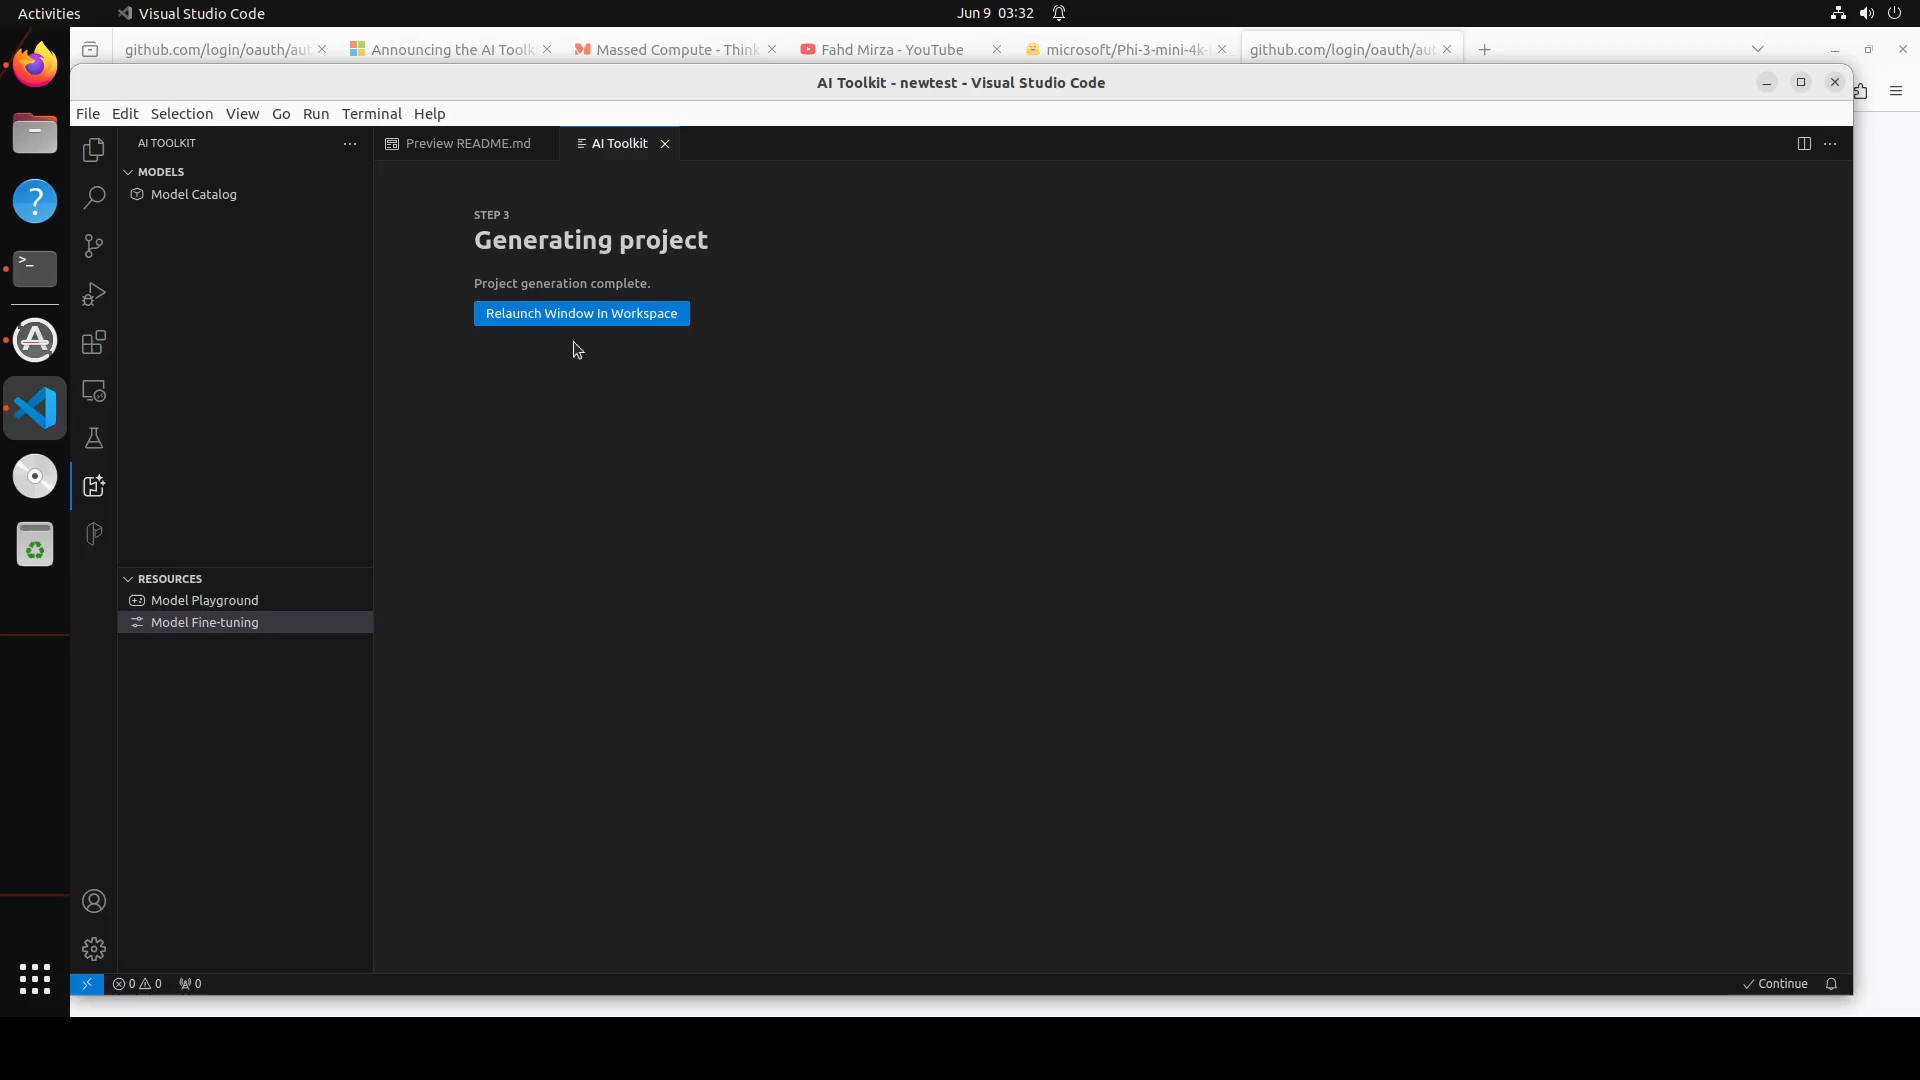 Activities
Visual Studio Code
Jun 9 03:32
github.com/login/oauth/aut
Announcing the AI Toolk
Massed Compute - Think
Fahd Mirza - YouTube
microsoft/Phi-3-mini-4k-
github.com/login/oauth/aut
AI Toolkit - newtest - Visual Studio Code
File Edit Selection View Go Run Terminal Help
AI TOOLKIT
Preview README.md
AI Toolkit
MODELS
Model Catalog
STEP 3
Generating project
Project generation complete.
Relaunch Window In Workspace
RESOURCES
Model Playground
Model Fine-tuning
0 0 0
Continue